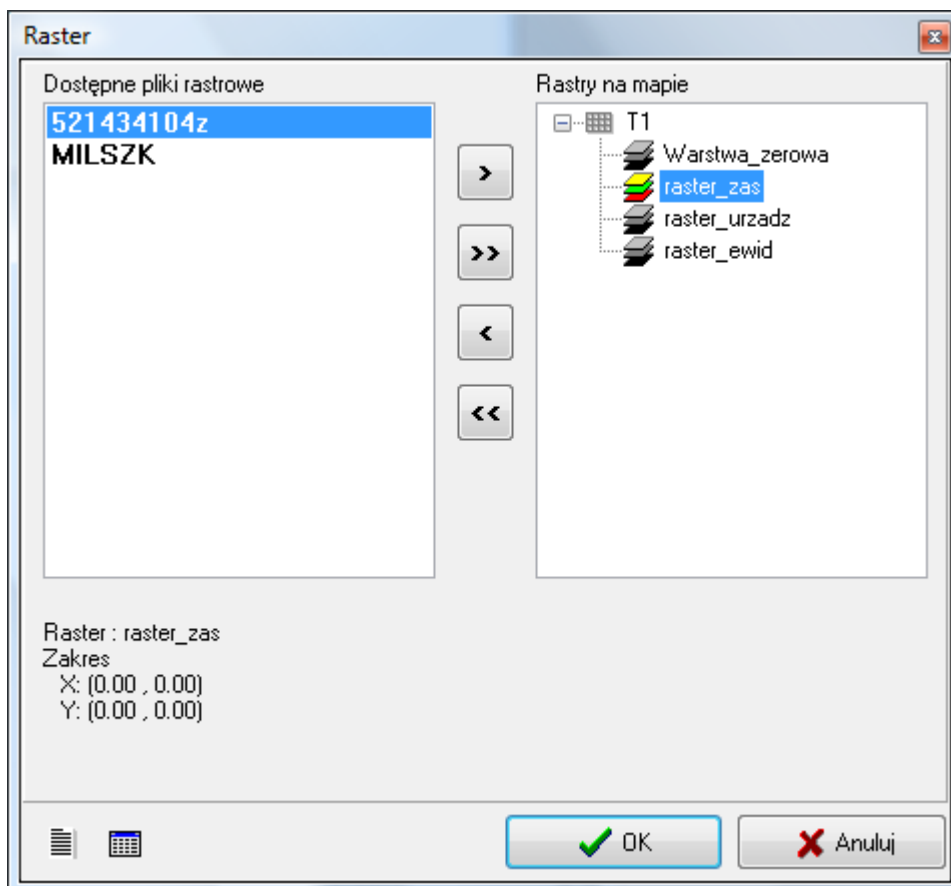 Raster
Dostępne pliki rastrowe
Rastry na mapie
521434104z
MILSZK
>
>>
<
<<
T1
Warstwa_zerowa
raster_zas
raster_urzadz
raster_ewid
Raster : raster_zas
Zakres
X: (0.00 , 0.00)
Y: (0.00 , 0.00)
OK
Anuluj